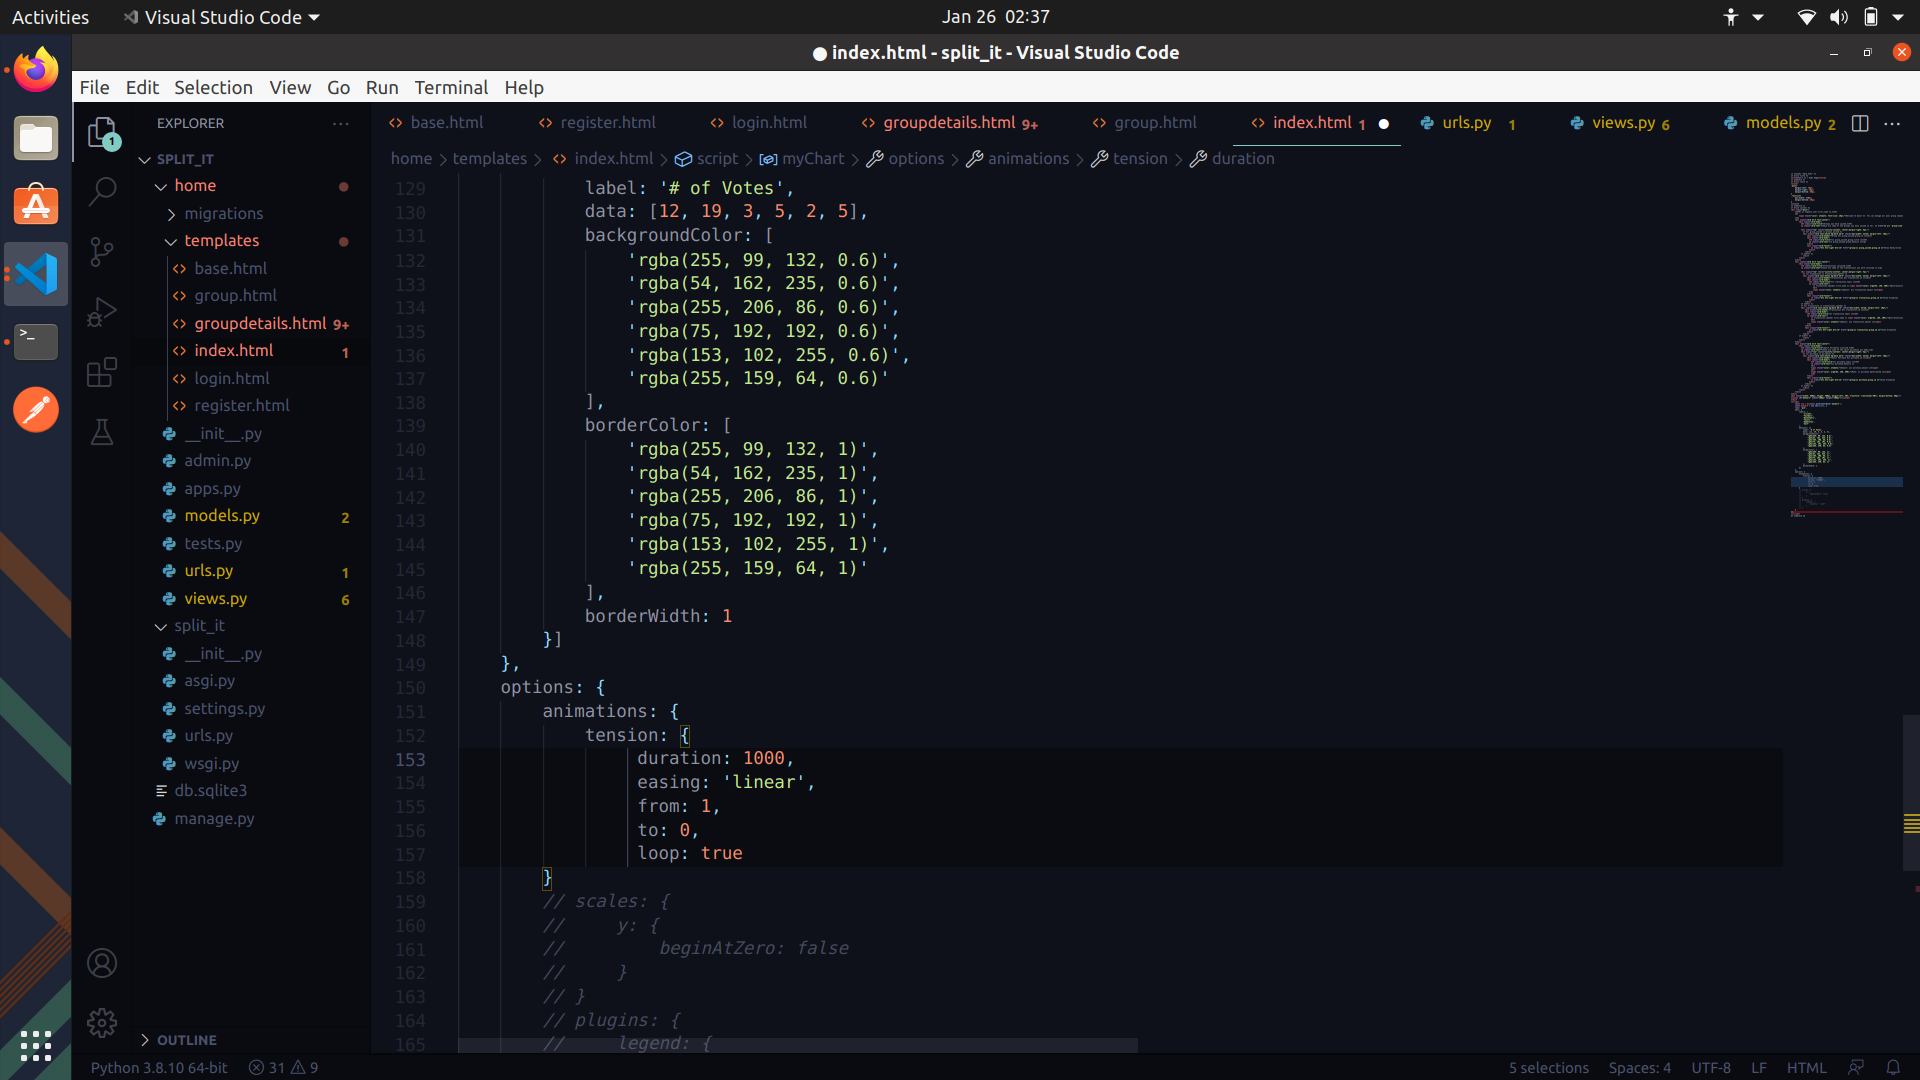 Activities
Visual Studio Code
Jan 26 02:37
● index.html - split_it - Visual Studio Code
File Edit Selection View Go Run Terminal Help
EXPLORER
SPLIT_IT
home
migrations
templates
base.html
group.html
groupdetails.html 9+
index.html 1
login.html
register.html
__init__.py
admin.py
apps.py
models.py 2
tests.py
urls.py 1
views.py 6
split_it
__init__.py
asgi.py
settings.py
urls.py
wsgi.py
db.sqlite3
manage.py
OUTLINE
1
base.html register.html login.html groupdetails.html 9+ group.html index.html 1 ● urls.py 1 views.py 6 models.py 2
home > templates > index.html > script > myChart > options > animations > tension > duration
129 label: '# of Votes',
130 data: [12, 19, 3, 5, 2, 5],
131 backgroundColor: [
132 'rgba(255, 99, 132, 0.6)',
133 'rgba(54, 162, 235, 0.6)',
134 'rgba(255, 206, 86, 0.6)',
135 'rgba(75, 192, 192, 0.6)',
136 'rgba(153, 102, 255, 0.6)',
137 'rgba(255, 159, 64, 0.6)'
138 ],
139 borderColor: [
140 'rgba(255, 99, 132, 1)',
141 'rgba(54, 162, 235, 1)',
142 'rgba(255, 206, 86, 1)',
143 'rgba(75, 192, 192, 1)',
144 'rgba(153, 102, 255, 1)',
145 'rgba(255, 159, 64, 1)'
146 ],
147 borderWidth: 1
148 }]
149 },
150 options: {
151 animations: {
152 tension: {
153 duration: 1000,
154 easing: 'linear',
155 from: 1,
156 to: 0,
157 loop: true
158 }
159 // scales: {
160 // y: {
161 // beginAtZero: false
162 // }
163 // }
164 // plugins: {
165 // legend: {
Python 3.8.10 64-bit 31 9
5 selections Spaces: 4 UTF-8 LF HTML